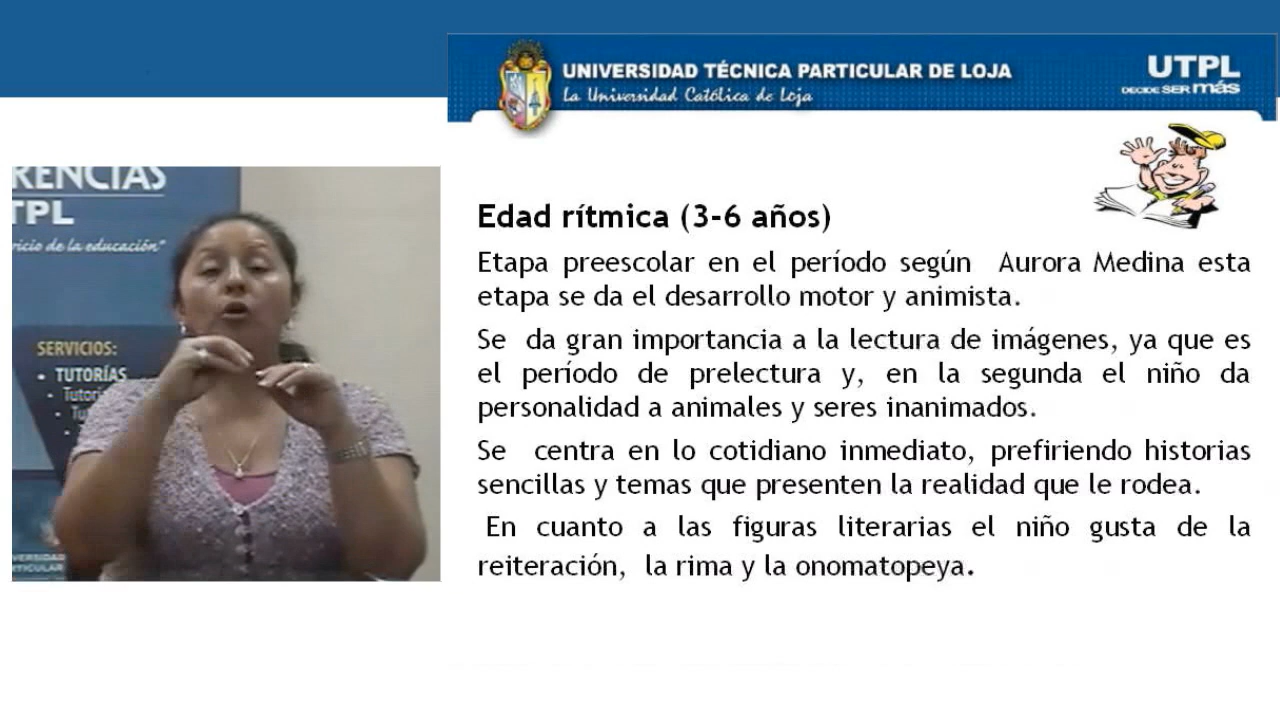 UNIVERSIDAD TÉCNICA PARTICULAR DE LOJA
La Universidad Católica de Loja
UTPL
DECIDE SER más
RENCIAS
TPL
ricio de la educación"
SERVICIOS:
• TUTORÍAS
- Tutorí
- Tu
VERSIDAD
RTICULAR
Edad rítmica (3-6 años)
Etapa preescolar en el período según Aurora Medina esta
etapa se da el desarrollo motor y animista.
Se da gran importancia a la lectura de imágenes, ya que es
el período de prelectura y, en la segunda el niño da
personalidad a animales y seres inanimados.
Se centra en lo cotidiano inmediato, prefiriendo historias
sencillas y temas que presenten la realidad que le rodea.
En cuanto a las figuras literarias el niño gusta de la
reiteración, la rima y la onomatopeya.